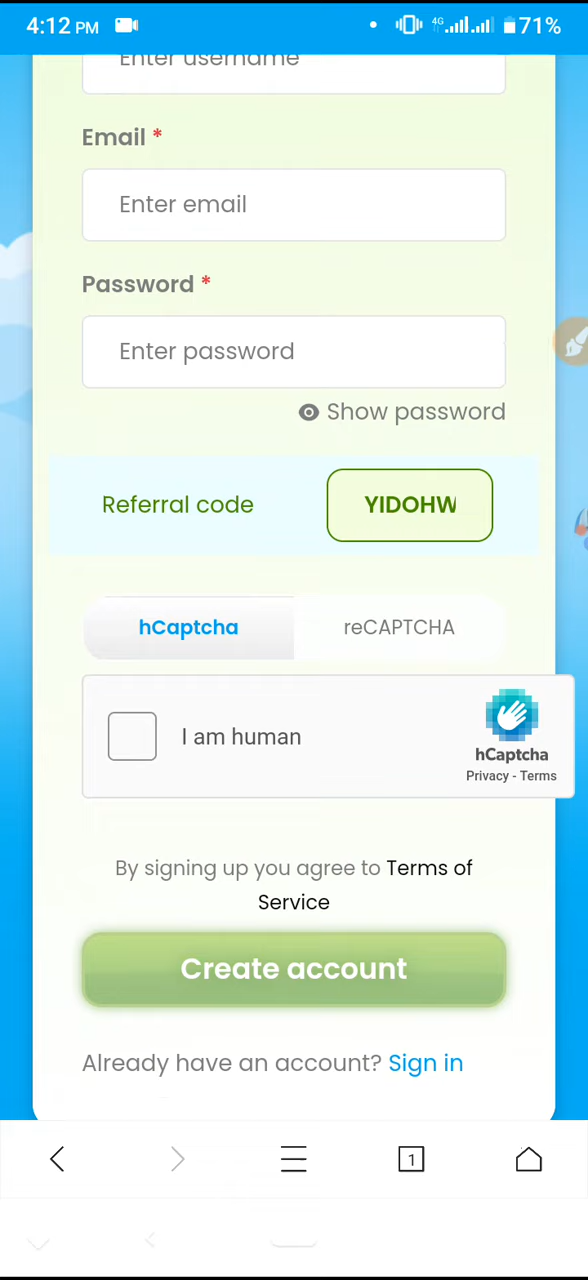 4:12 PM
4G
71%
Enter username
Email *
Enter email
Password *
Enter password
Show password
Referral code
YIDOHW
hCaptcha
reCAPTCHA
I am human
hCaptcha
Privacy - Terms
By signing up you agree to Terms of
Service
Create account
Already have an account? Sign in
1